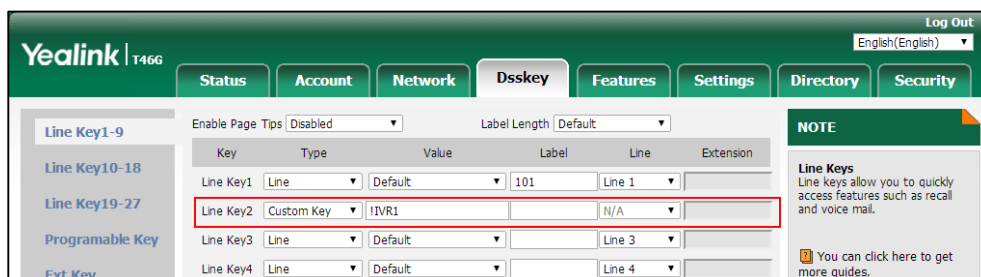 Log Out
Yealink | T46G
English(English)
Status Account Network Dsskey Features Settings Directory Security
Line Key1-9
Line Key10-18
Line Key19-27
Programable Key
Ext Key
Enable Page Tips Disabled Label Length Default
Key Type Value Label Line Extension
Line Key1 Line Default 101 Line 1
Line Key2 Custom Key !IVR1 N/A
Line Key3 Line Default Line 3
Line Key4 Line Default Line 4
NOTE
Line Keys
Line keys allow you to quickly
access features such as recall
and voice mail.
You can click here to get
more guides.